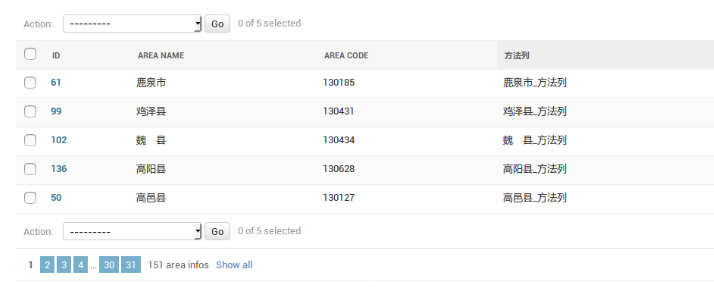 Action: --------- Go 0 of 5 selected
ID AREA NAME AREA CODE 方法列
61 鹿泉市 130185 鹿泉市_方法列
99 鸡泽县 130431 鸡泽县_方法列
102 魏　县 130434 魏　县_方法列
136 高阳县 130628 高阳县_方法列
50 高邑县 130127 高邑县_方法列
Action: --------- Go 0 of 5 selected
1 2 3 4 ... 30 31 151 area infos Show all